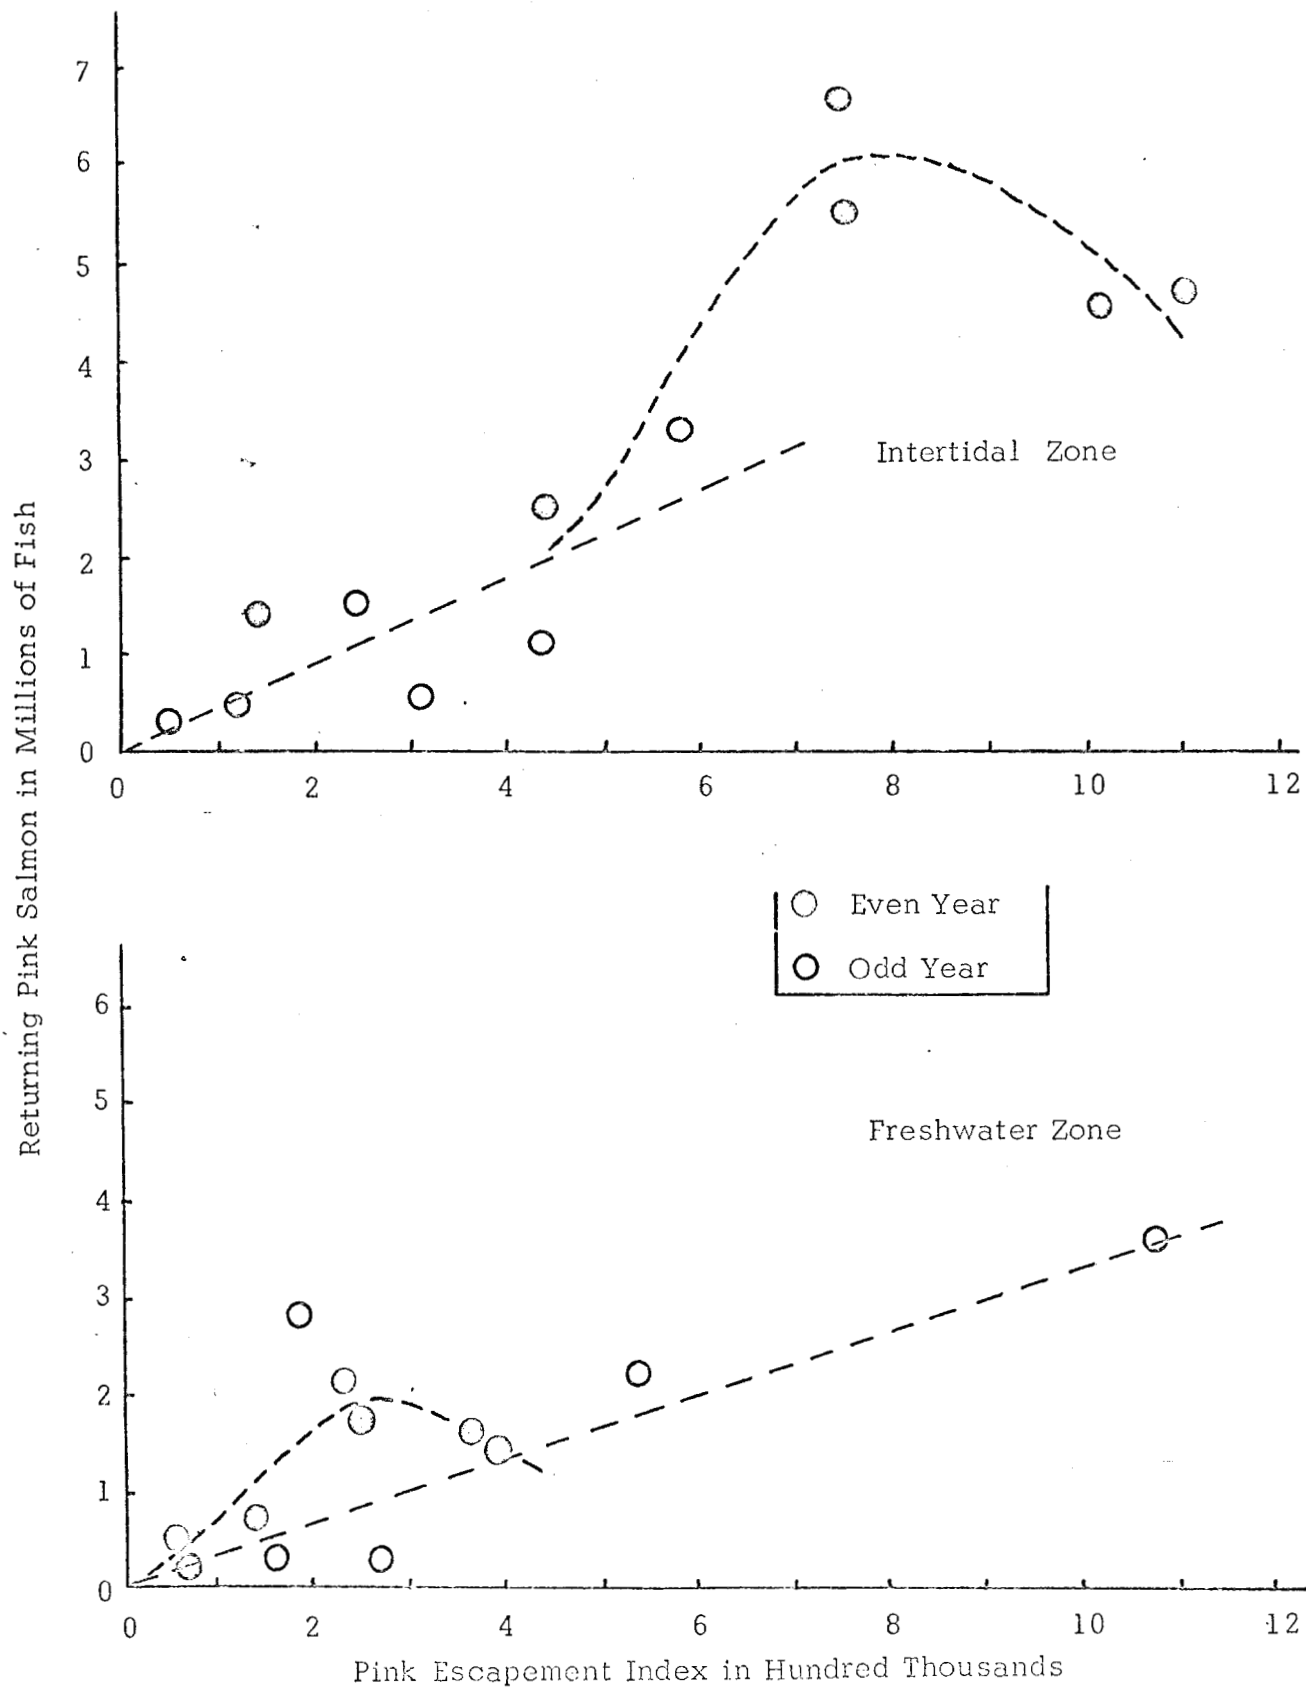 Returning Pink Salmon in Millions of Fish
7
6
5
4
3
2
1
0
0 2 4 6 8 10 12
Intertidal Zone
Even Year
Odd Year
6
5
4
3
2
1
0
0 2 4 6 8 10 12
Freshwater Zone
Pink Escapement Index in Hundred Thousands